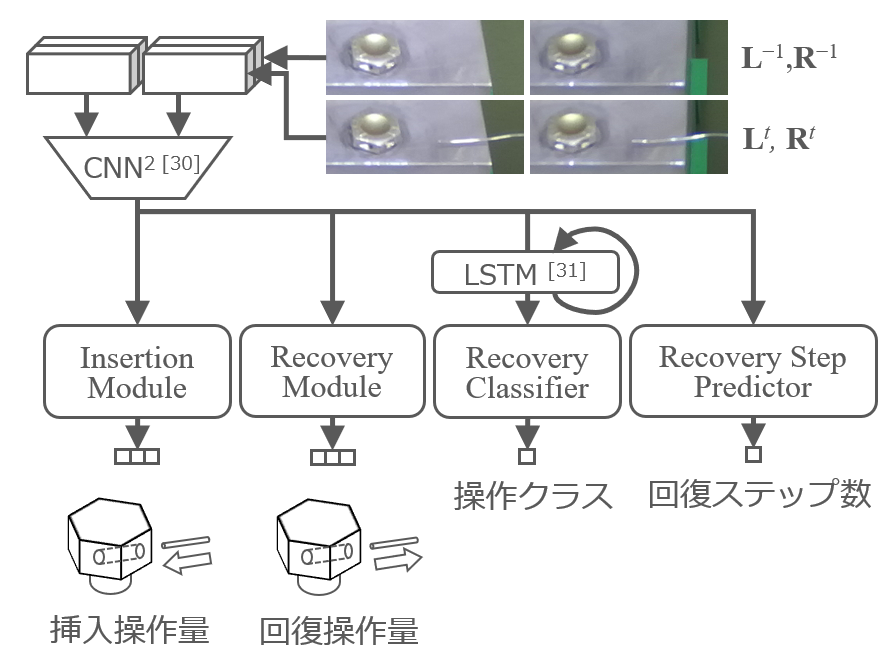 L⁻¹,R⁻¹
Lᵗ, Rᵗ
CNN² [30]
LSTM [31]
Insertion
Module
Recovery
Module
Recovery
Classifier
Recovery Step
Predictor
操作クラス
回復ステップ数
挿入操作量
回復操作量